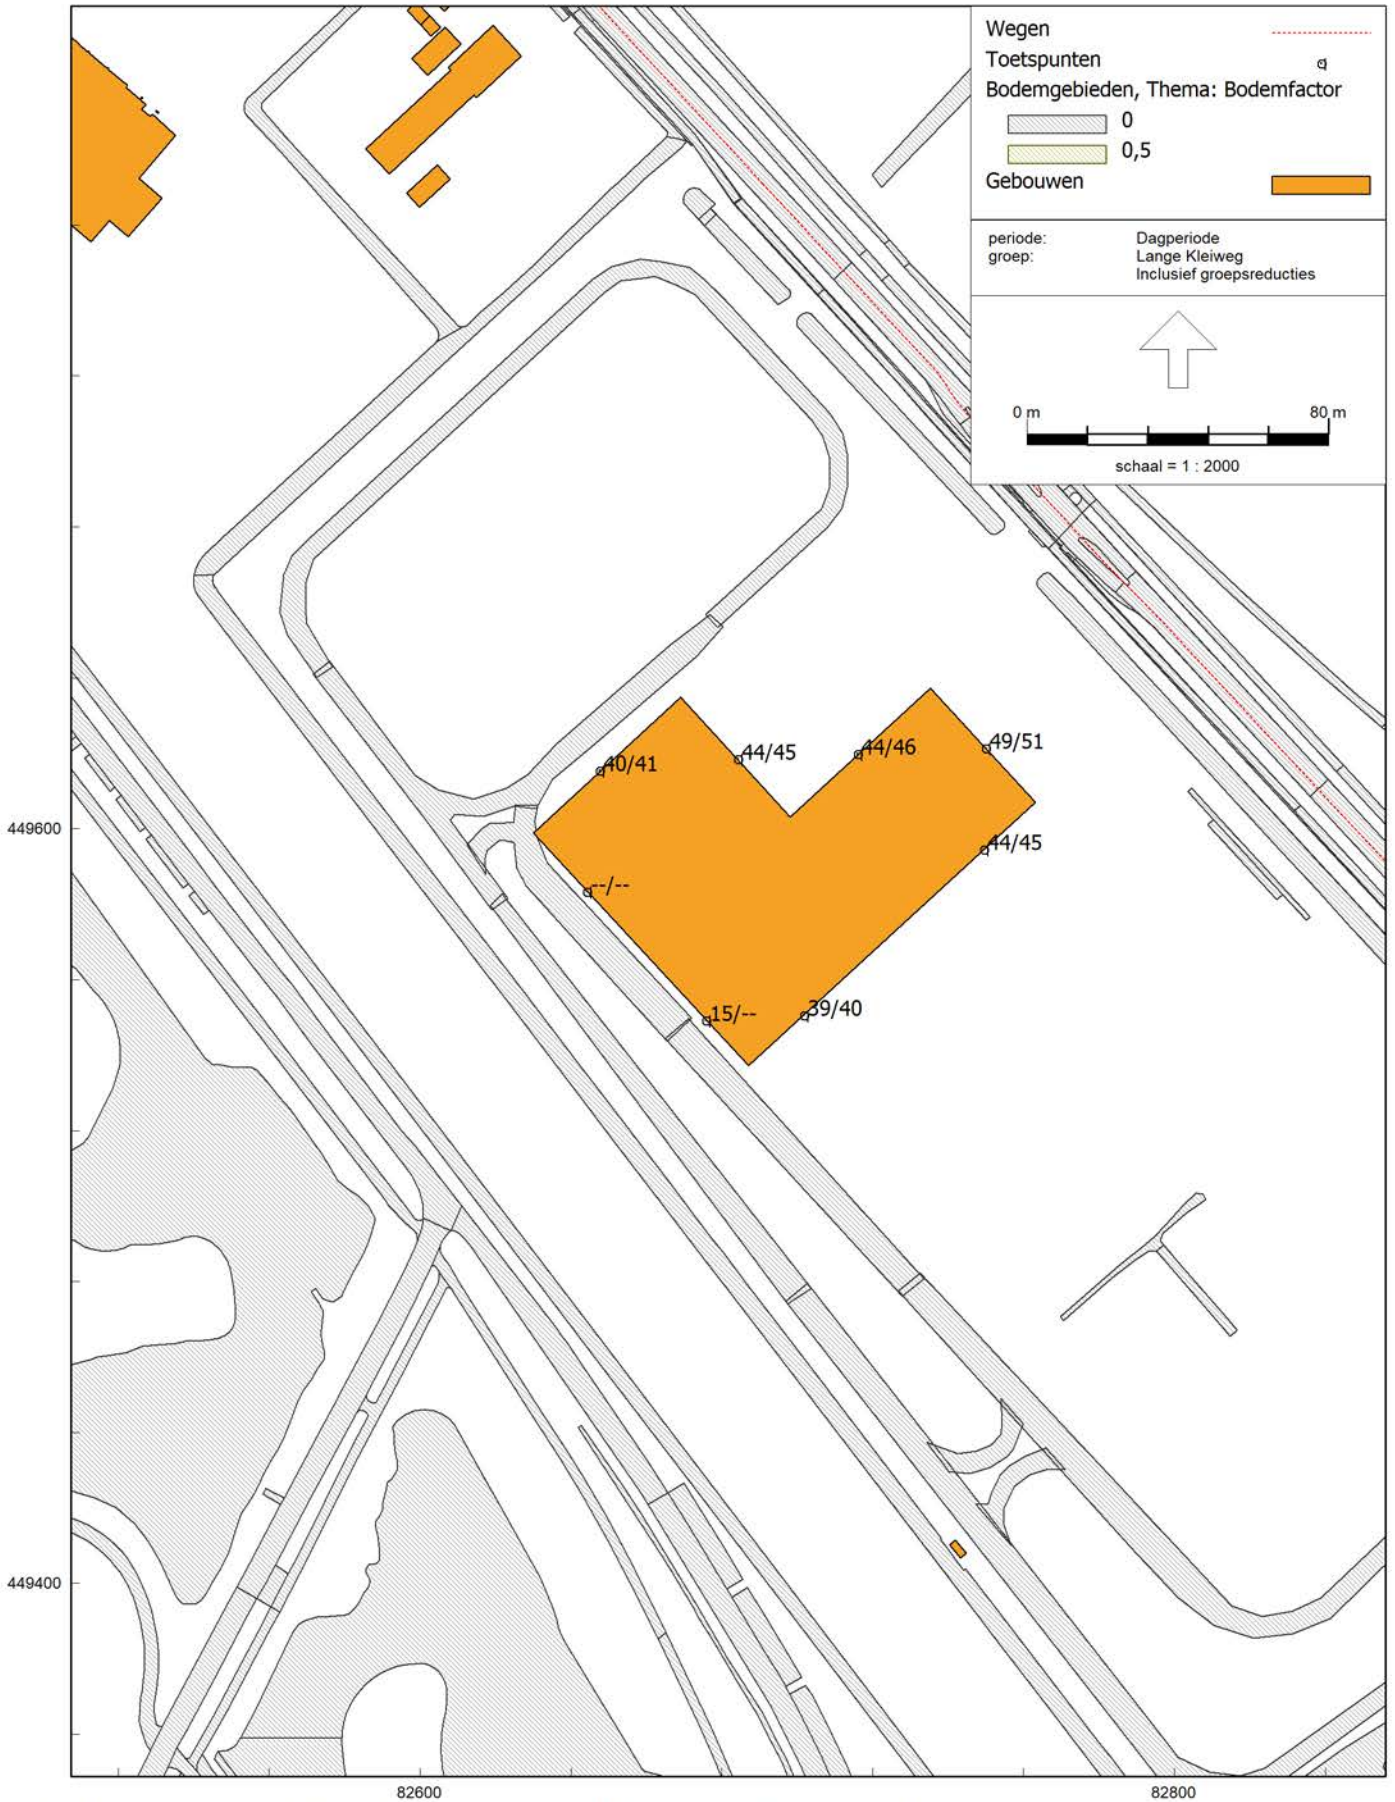 Wegen
Toetspunten
Bodemgebieden, Thema: Bodemfactor
0
0,5
Gebouwen
periode: Dagperiode
groep: Lange Kleiweg
Inclusief groepsreducties
0 m 80 m
schaal = 1 : 2000
49/51
44/46
44/45
40/41
449600
44/45
--/--
39/40
15/--
449400
82600 82800